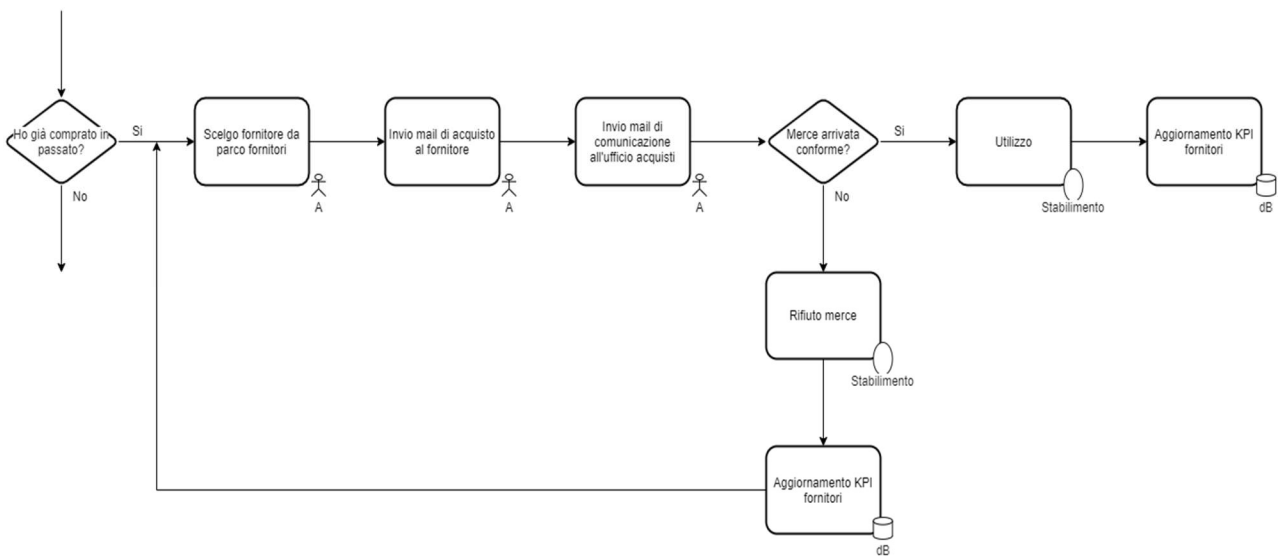 Ho già comprato in
passato?
Si
No
Scelgo fornitore da
parco fornitori
A
Invio mail di acquisto
al fornitore
A
Invio mail di
comunicazione
all'ufficio acquisti
A
Merce arrivata
conforme?
Si
No
Utilizzo
Stabilimento
Aggiornamento KPI
fornitori
dB
Rifiuto merce
Stabilimento
Aggiornamento KPI
fornitori
dB